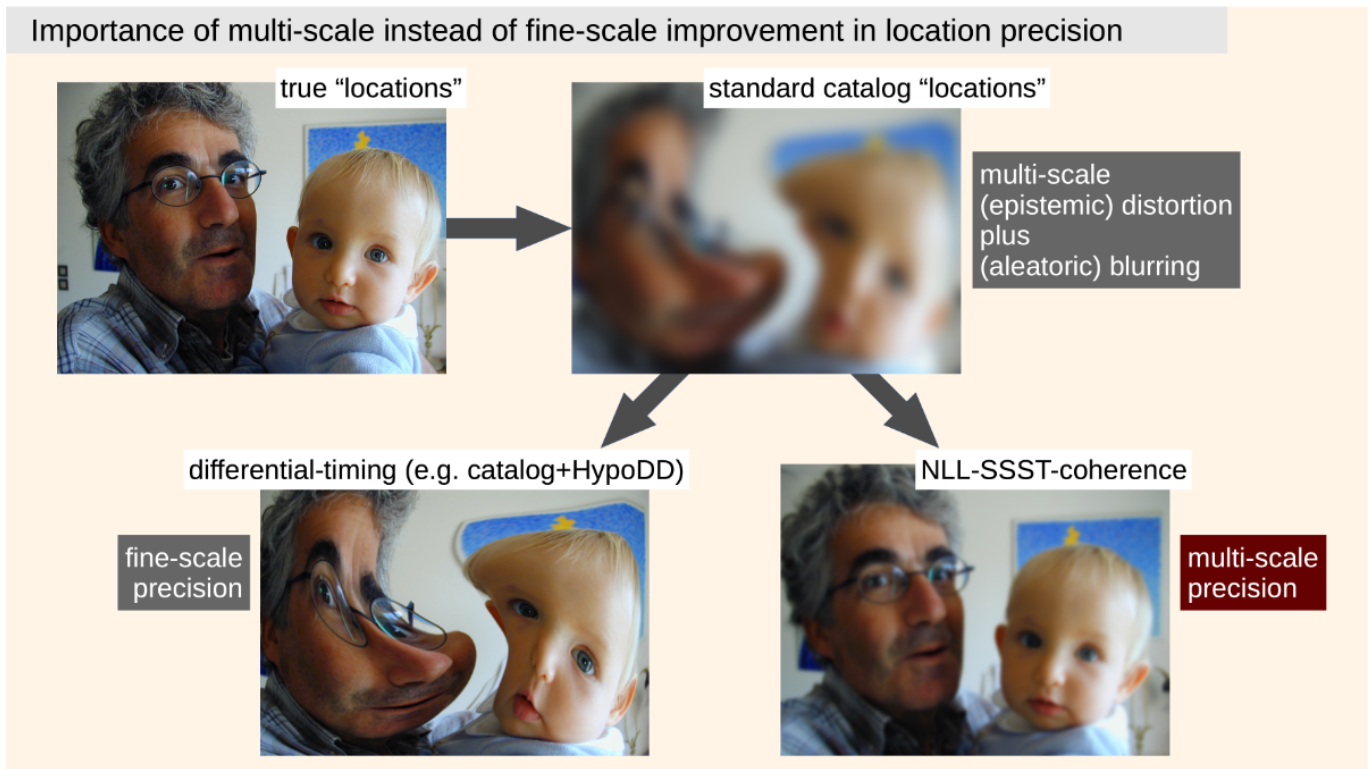 Importance of multi-scale instead of fine-scale improvement in location precision
true “locations”
standard catalog “locations”
multi-scale
(epistemic) distortion
plus
(aleatoric) blurring
differential-timing (e.g. catalog+HypoDD)
NLL-SSST-coherence
fine-scale
precision
multi-scale
precision